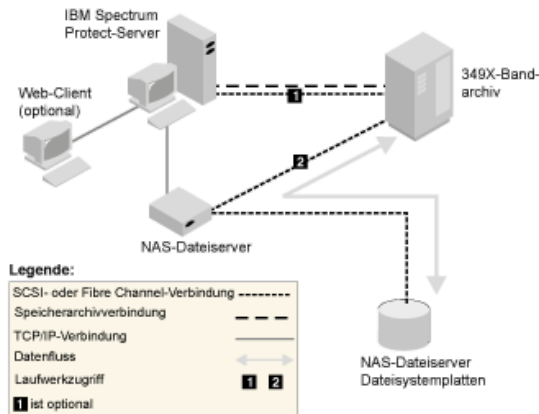 IBM Spectrum
Protect-Server
349X-Band-
archiv
Web-Client
(optional)
1
2
NAS-Dateiserver
Legende:
SCSI- oder Fibre Channel-Verbindung
Speicherarchivverbindung
TCP/IP-Verbindung
Datenfluss
Laufwerkzugriff 1 2
1 ist optional
NAS-Dateiserver
Dateisystemplatten